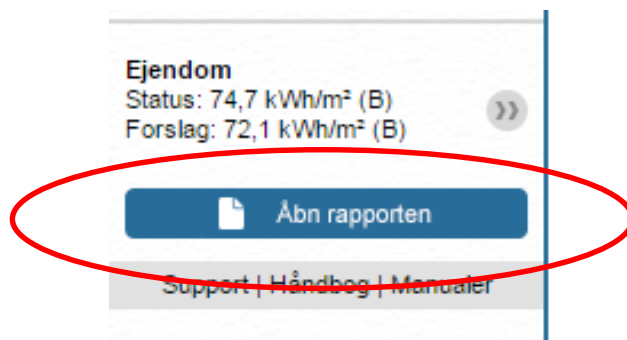 Ejendom
Status: 74,7 kWh/m² (B)
Forslag: 72,1 kWh/m² (B)
Åbn rapporten
Support | Håndbog | Manualer